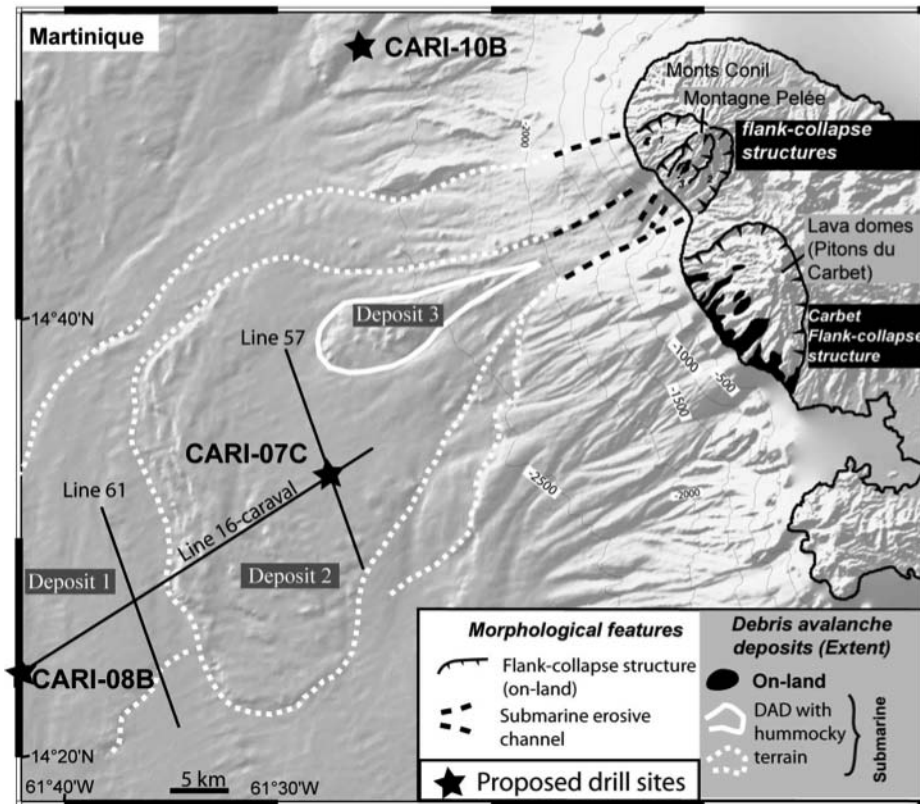 Martinique
CARI-10B
Monts Conil
Montagne Pelée
flank-collapse
structures
-2000
Lava domes
(Pitons du
Carbet)
14°40'N
Deposit 3
Carbet
Flank-collapse
structure
Line 57
-1000
-500
-1500
CARI-07C
Line 61
-2500
-2000
Line 16-caraval
Deposit 1
Deposit 2
CARI-08B
14°20'N
61°40'W
5 km
61°30'W
Morphological features
Flank-collapse structure
(on-land)
Submarine erosive
channel
Proposed drill sites
Debris avalanche
deposits (Extent)
On-land
DAD with
hummocky
terrain
Submarine